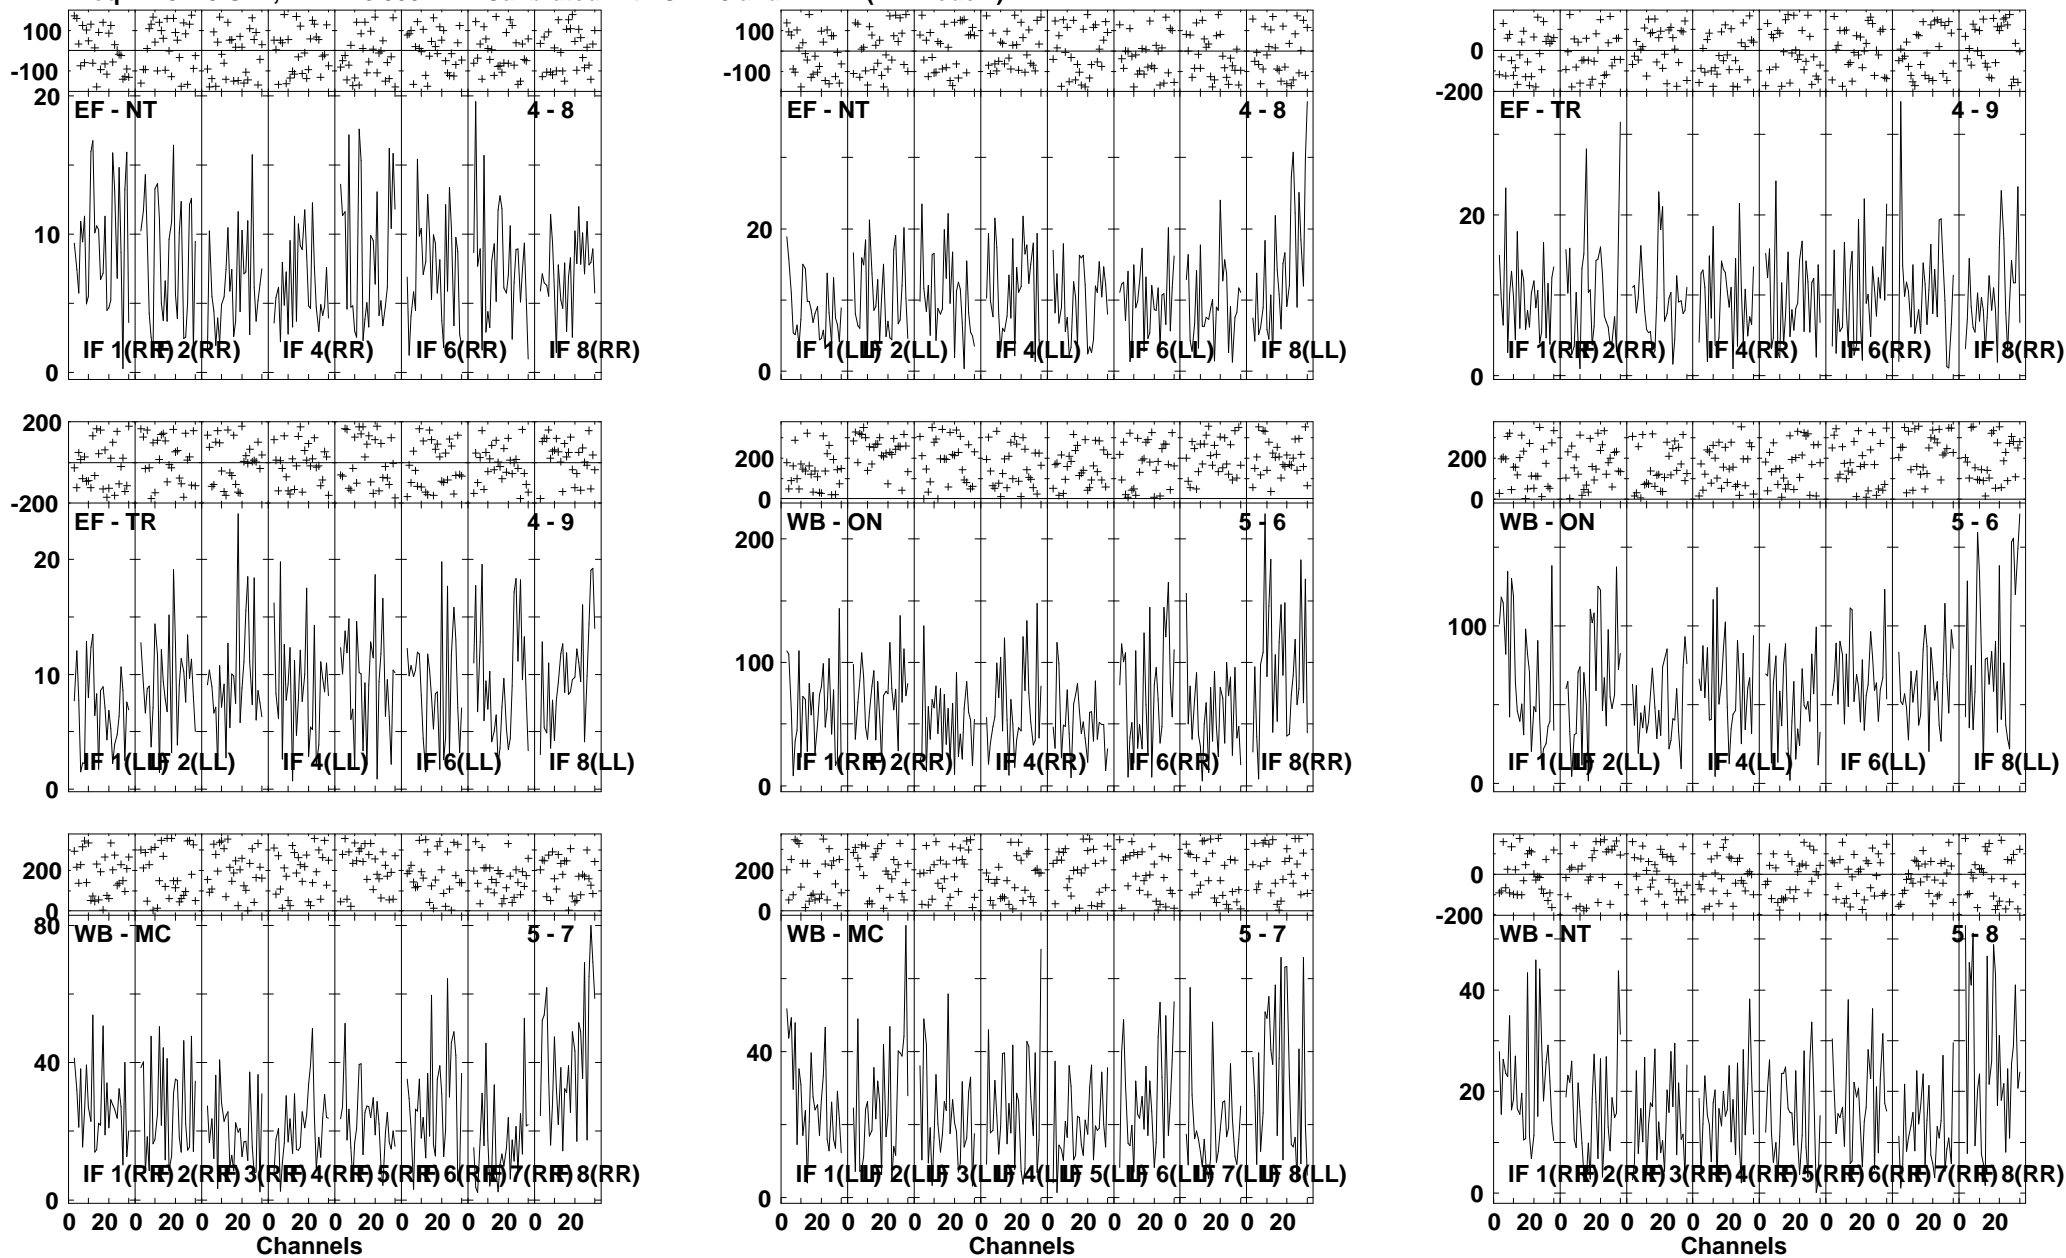 100 100
0
-100 -100
-200
20
EF - NT 4 - 8 EF - NT 4 - 8 EF - TR 4 - 9
20 20
10
IF 1(RR) IF 2(RR) IF 4(RR) IF 6(RR) IF 8(RR) IF 1(LL) IF 2(LL) IF 4(LL) IF 6(LL) IF 8(LL) IF 1(RR) IF 2(RR) IF 4(RR) IF 6(RR) IF 8(RR)
0 0 0
200
200 200
-200 0 0
EF - TR 4 - 9 WB - ON 5 - 6 WB - ON 5 - 6
20 200
10 100 100
IF 1(LL) IF 2(LL) IF 4(LL) IF 6(LL) IF 8(LL) IF 1(RR) IF 2(RR) IF 4(RR) IF 6(RR) IF 8(RR) IF 1(LL) IF 2(LL) IF 4(LL) IF 6(LL) IF 8(LL)
0 0 0
200 200 0
0 0 -200
80
WB - MC 5 - 7 WB - MC 5 - 7 WB - NT 5 - 8
40 40 40
20
IF 1(RR) IF 2(RR) IF 3(RR) IF 4(RR) IF 5(RR) IF 6(RR) IF 7(RR) IF 8(RR) IF 1(LL) IF 2(LL) IF 3(LL) IF 4(LL) IF 5(LL) IF 6(LL) IF 7(LL) IF 8(LL) IF 1(RR) IF 2(RR) IF 3(RR) IF 4(RR) IF 5(RR) IF 6(RR) IF 7(RR) IF 8(RR)
0 0 0
0 20 0 20 0 20 0 20 0 20 0 20 0 20 0 20 0 20 0 20 0 20 0 20 0 20 0 20 0 20 0 20 0 20 0 20 0 20 0 20 0 20 0 20 0 20 0 20
Channels Channels Channels